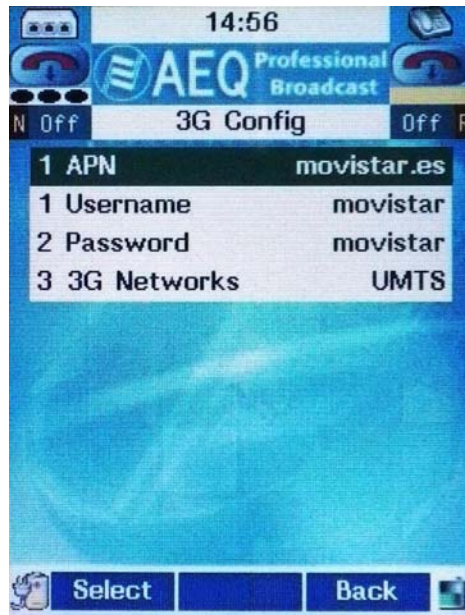 14:56
AEQ Professional Broadcast
N Off 3G Config Off F
1 APN movistar.es
1 Username movistar
2 Password movistar
3 3G Networks UMTS
Select Back